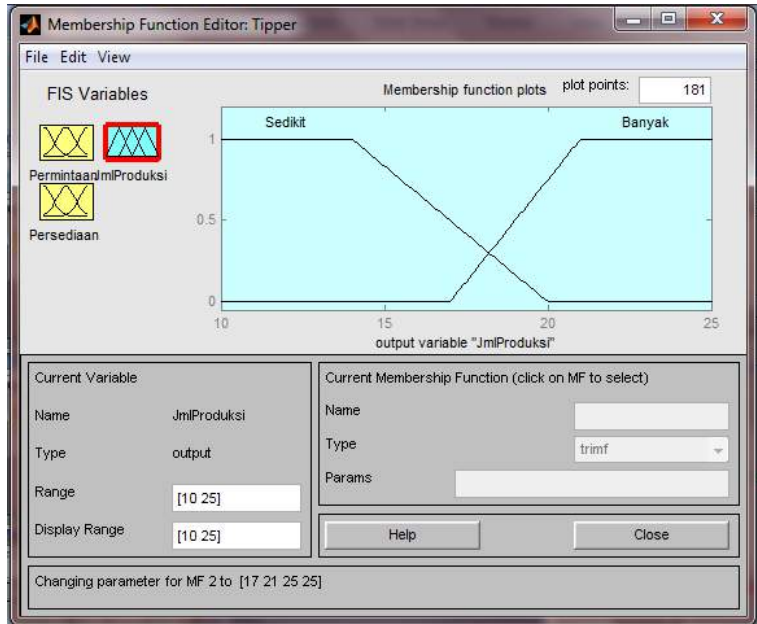 Membership Function Editor: Tipper
File Edit View
FIS Variables
Membership function plots plot points: 181
Sedikit Banyak
Permintaan JmlProduksi
Persediaan
1
0.5
0
10 15 20 25
output variable "JmlProduksi"
Current Variable
Name JmlProduksi
Type output
Range [10 25]
Display Range [10 25]
Current Membership Function (click on MF to select)
Name
Type trimf
Params
Help Close
Changing parameter for MF 2 to [17 21 25 25]